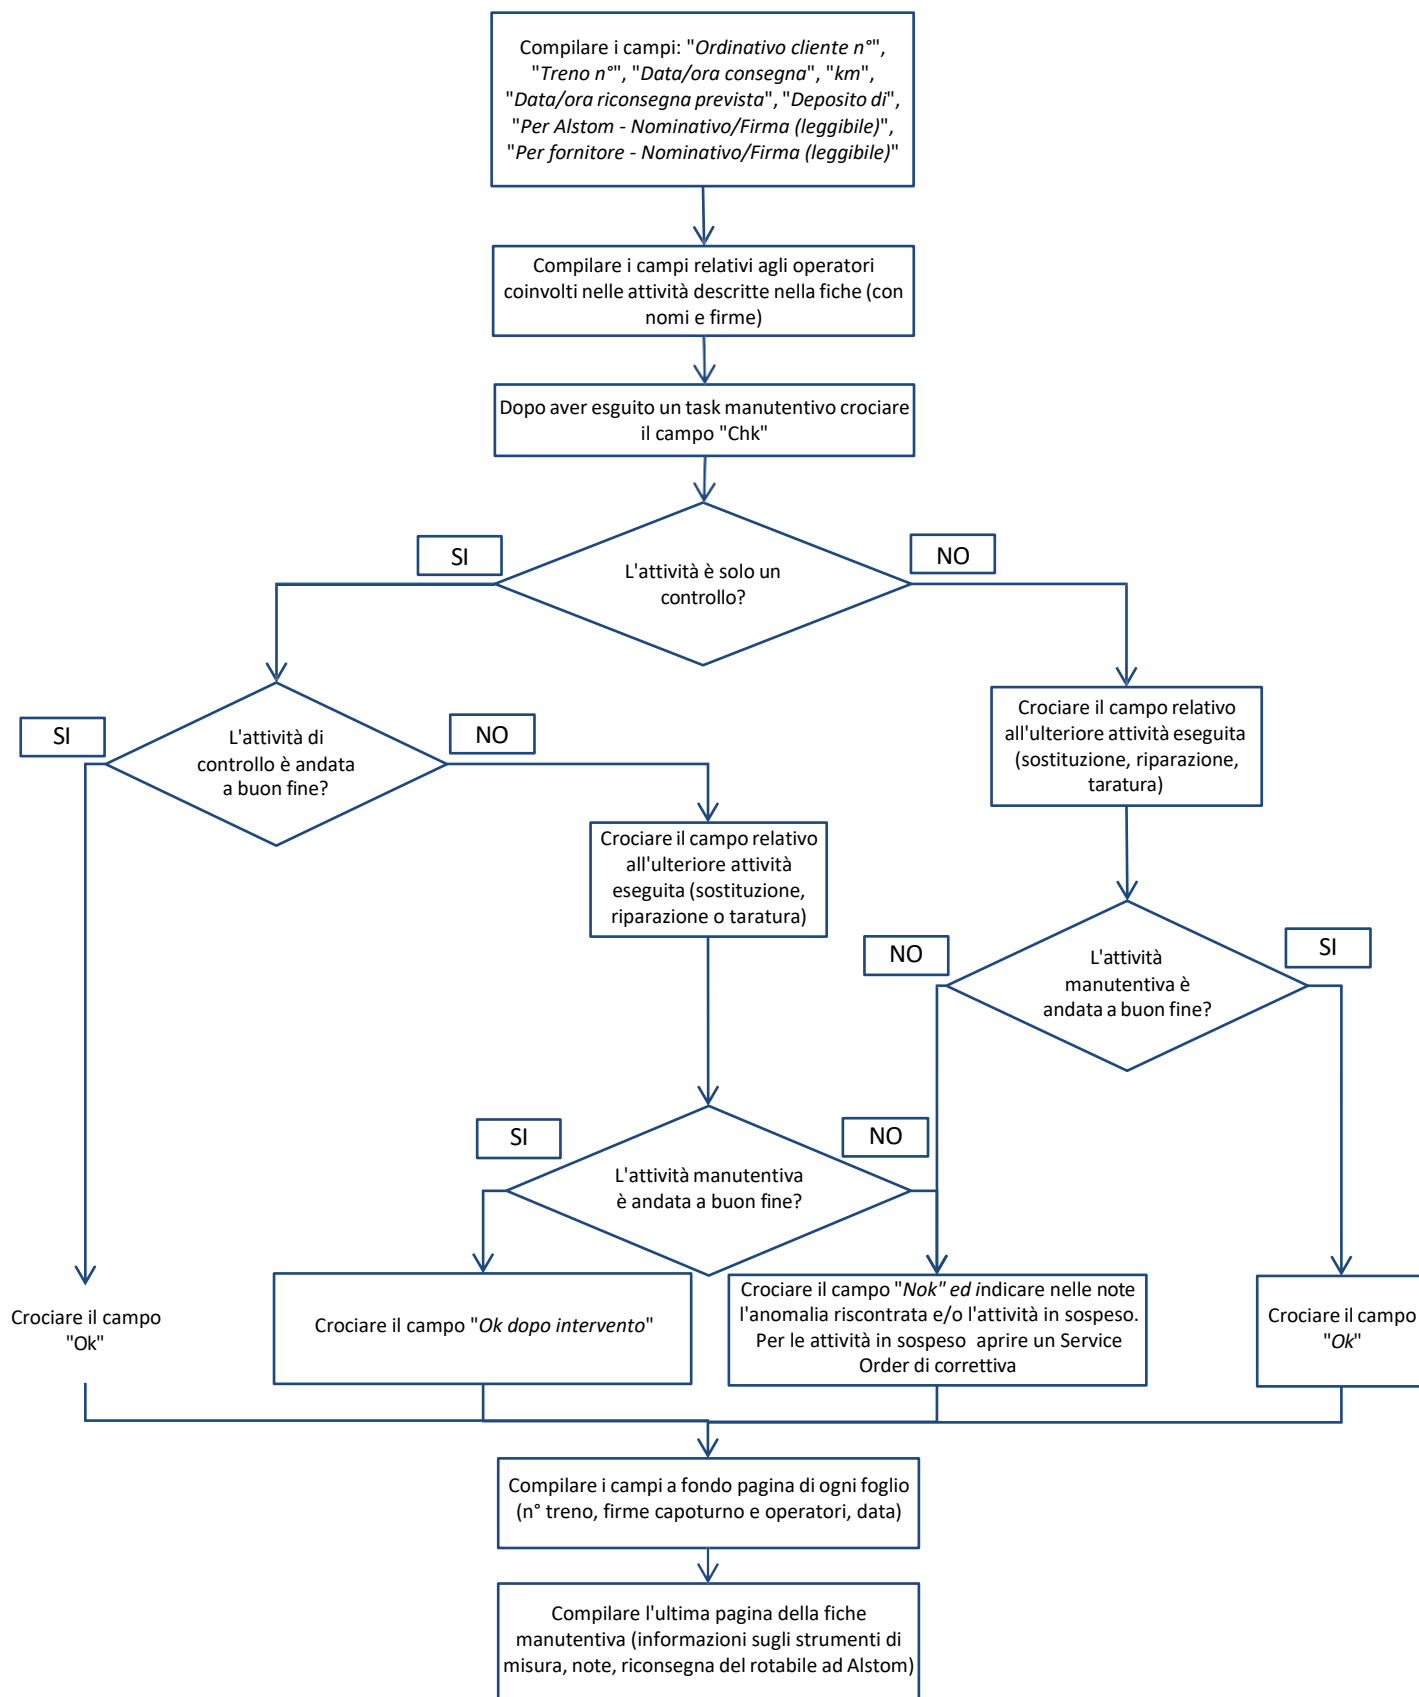 Compilare i campi: "Ordinativo cliente n°",
"Treno n°", "Data/ora consegna", "km",
"Data/ora riconsegna prevista", "Deposito di",
"Per Alstom - Nominativo/Firma (leggibile)",
"Per fornitore - Nominativo/Firma (leggibile)"
Compilare i campi relativi agli operatori
coinvolti nelle attività descritte nella fiche (con
nomi e firme)
Dopo aver esguito un task manutentivo crociare
il campo "Chk"
SI
NO
L'attività è solo un
controllo?
SI
NO
L'attività di
controllo è andata
a buon fine?
Crociare il campo relativo
all'ulteriore attività eseguita
(sostituzione, riparazione,
taratura)
Crociare il campo relativo
all'ulteriore attività
eseguita (sostituzione,
riparazione o taratura)
NO
SI
L'attività
manutentiva è
andata a buon fine?
SI
NO
L'attività manutentiva
è andata a buon fine?
Crociare il campo
"Ok"
Crociare il campo "Ok dopo intervento"
Crociare il campo "Nok" ed indicare nelle note
l'anomalia riscontrata e/o l'attività in sospeso.
Per le attività in sospeso aprire un Service
Order di correttiva
Crociare il campo
"Ok"
Compilare i campi a fondo pagina di ogni foglio
(n° treno, firme capoturno e operatori, data)
Compilare l'ultima pagina della fiche
manutentiva (informazioni sugli strumenti di
misura, note, riconsegna del rotabile ad Alstom)